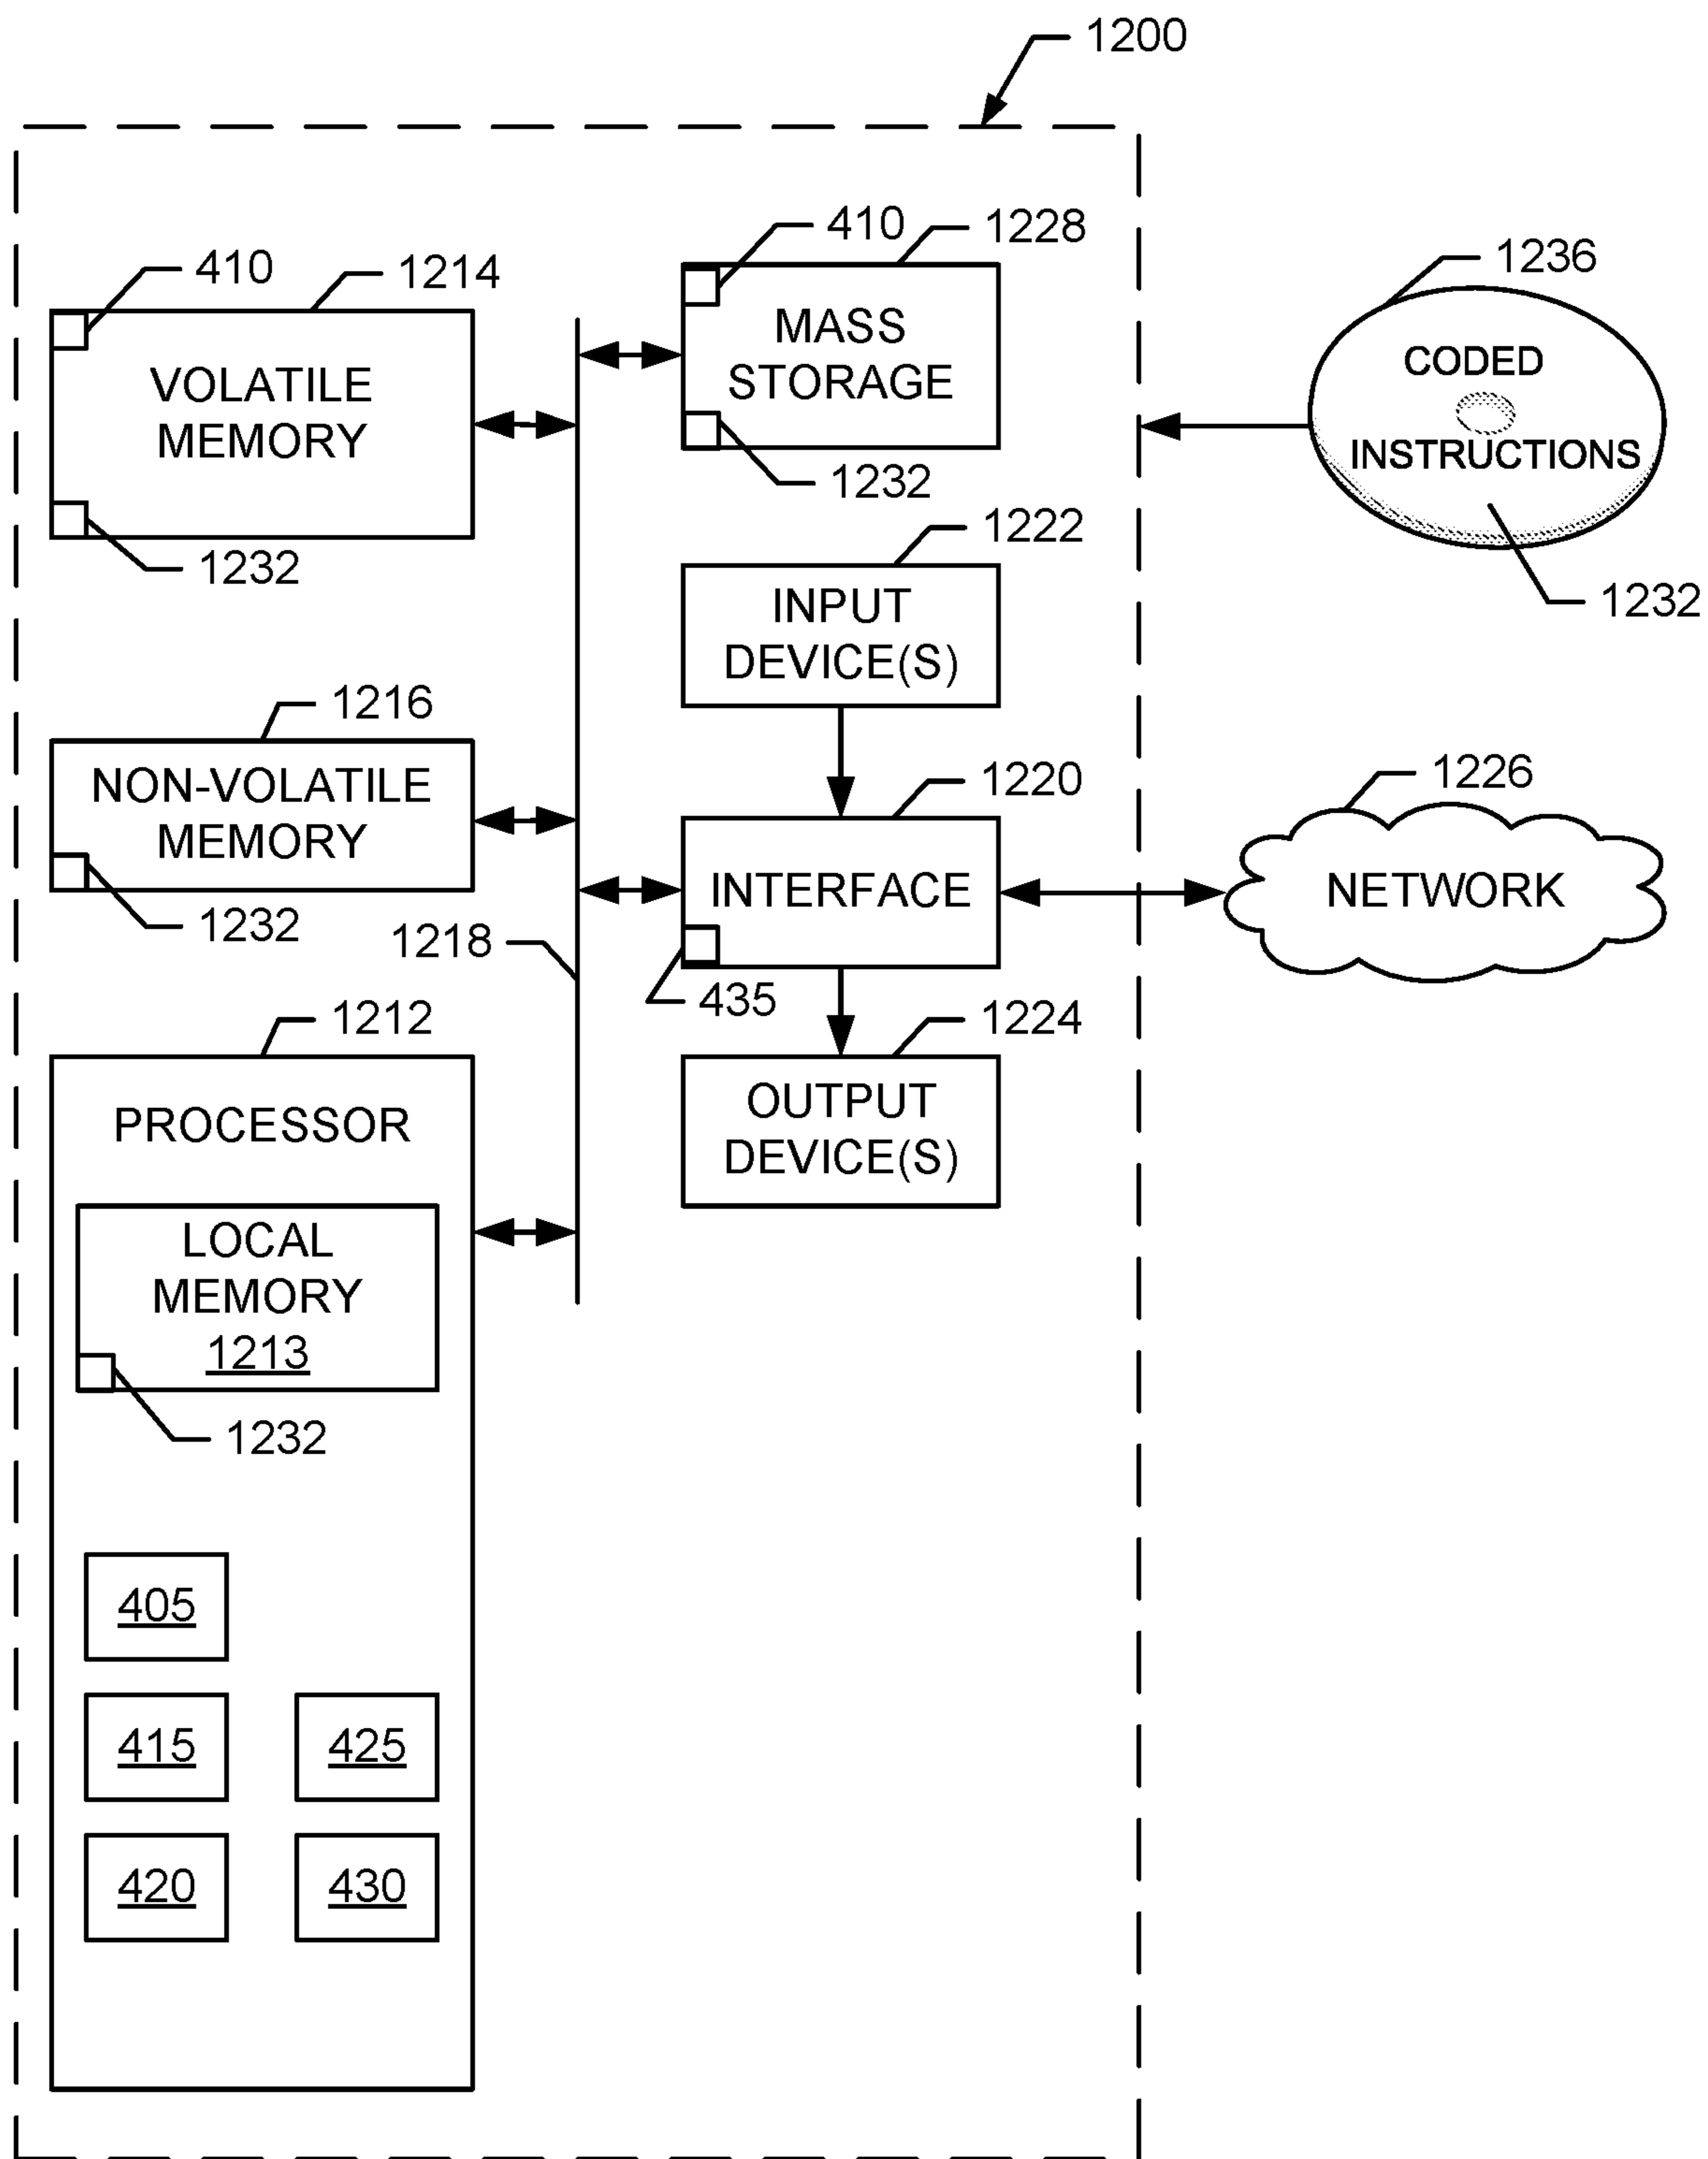 1200
410
1228
410
1214
1236
MASS
STORAGE
VOLATILE
MEMORY
CODED
INSTRUCTIONS
1232
1222
1232
1232
INPUT
DEVICE(S)
1216
1220
1226
NON-VOLATILE
MEMORY
INTERFACE
NETWORK
1232
1218
435
1212
1224
PROCESSOR
OUTPUT
DEVICE(S)
LOCAL
MEMORY
1213
1232
405
415
425
420
430